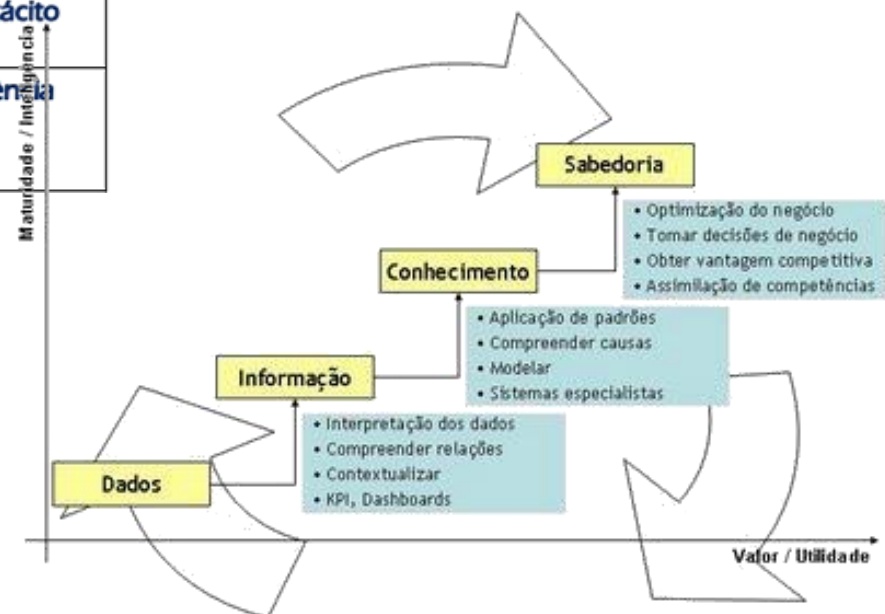 ácito
ência
Maturidade / Inteligência
Sabedoria
• Optimização do negócio
• Tomar decisões de negócio
• Obter vantagem competitiva
• Assimilação de competências
Conhecimento
• Aplicação de padrões
• Compreender causas
• Modelar
• Sistemas especialistas
Informação
• Interpretação dos dados
• Compreender relações
• Contextualizar
• KPI, Dashboards
Dados
Valor / Utilidade